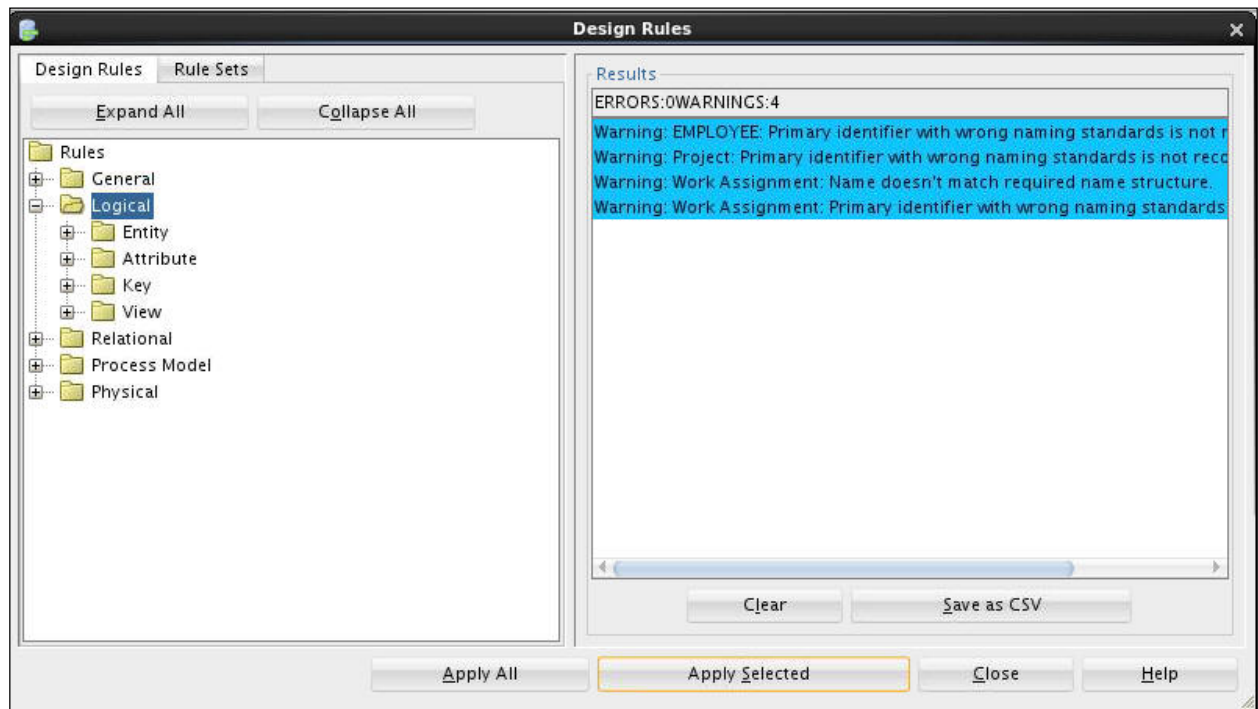 Design Rules
Design Rules Rule Sets
Expand All Collapse All
Rules
General
Logical
Entity
Attribute
Key
View
Relational
Process Model
Physical
Results
ERRORS:0WARNINGS:4
Warning: EMPLOYEE: Primary identifier with wrong naming standards is not r
Warning: Project: Primary identifier with wrong naming standards is not reco
Warning: Work Assignment: Name doesn't match required name structure.
Warning: Work Assignment: Primary identifier with wrong naming standards
Clear Save as CSV
Apply All Apply Selected Close Help